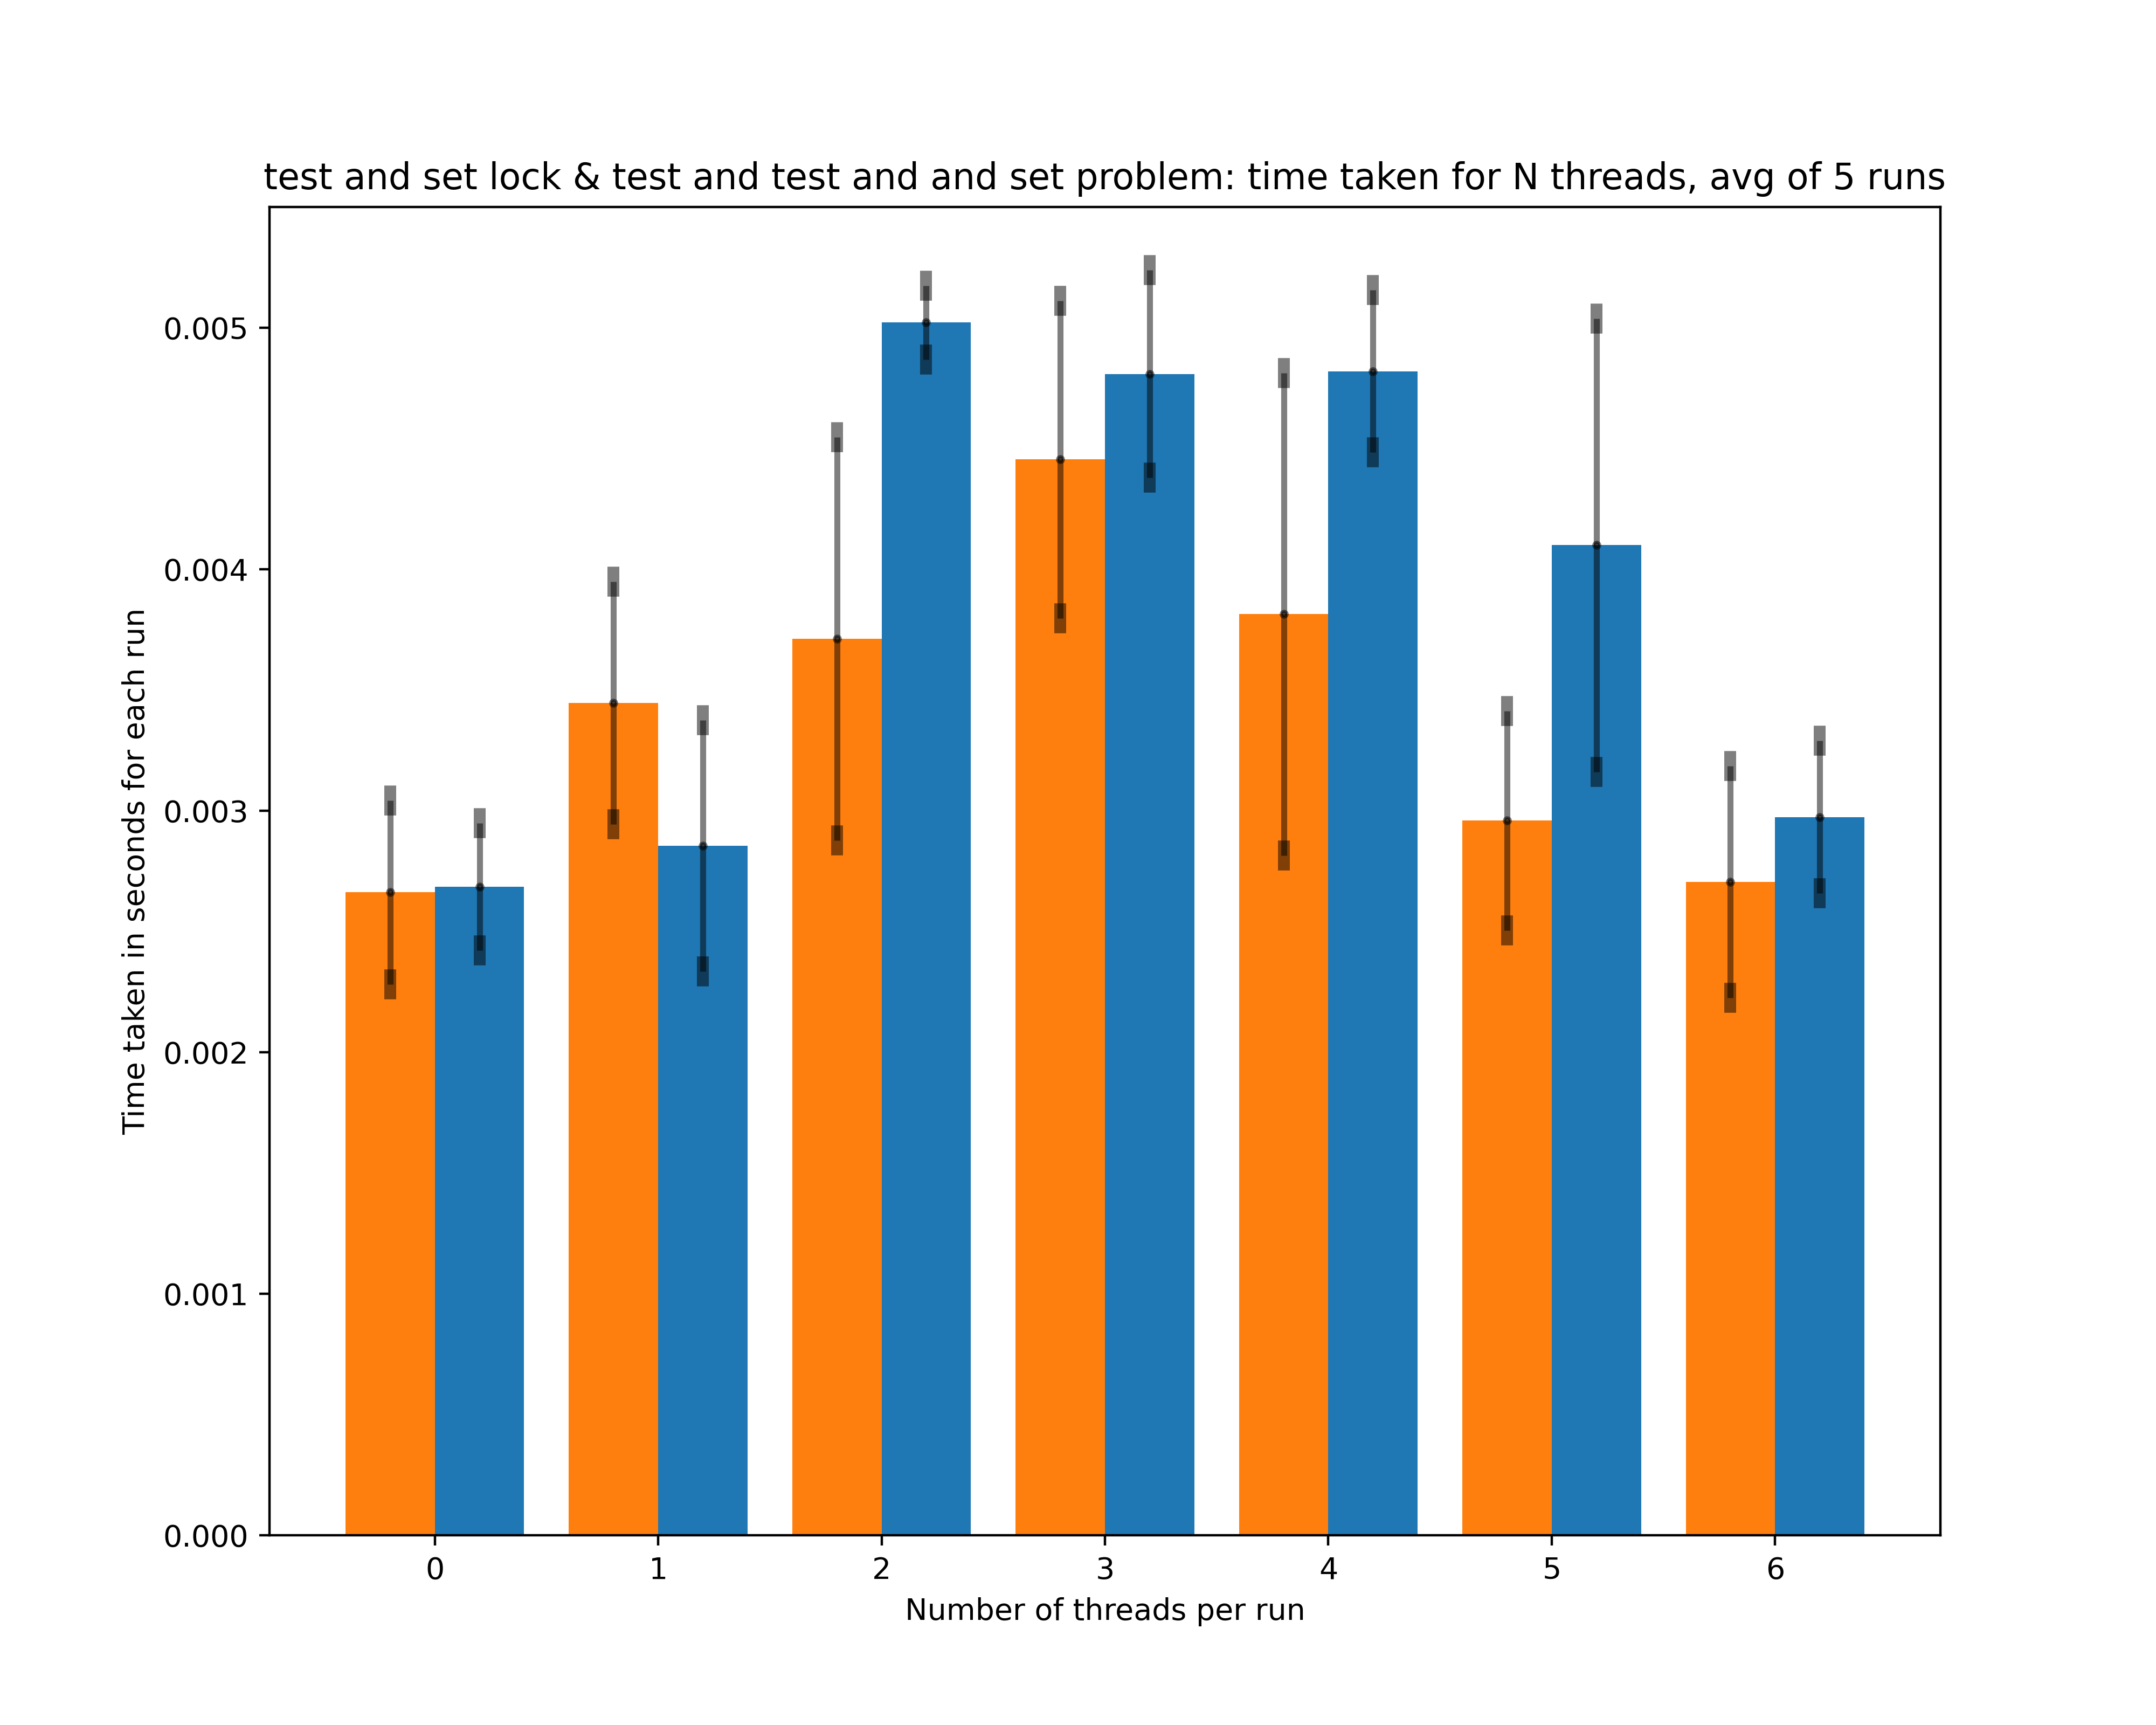 test and set lock & test and test and and set problem: time taken for N threads, avg of 5 runs
Time taken in seconds for each run
0.005
0.004
0.003
0.002
0.001
0.000
0 1 2 3 4 5 6
Number of threads per run